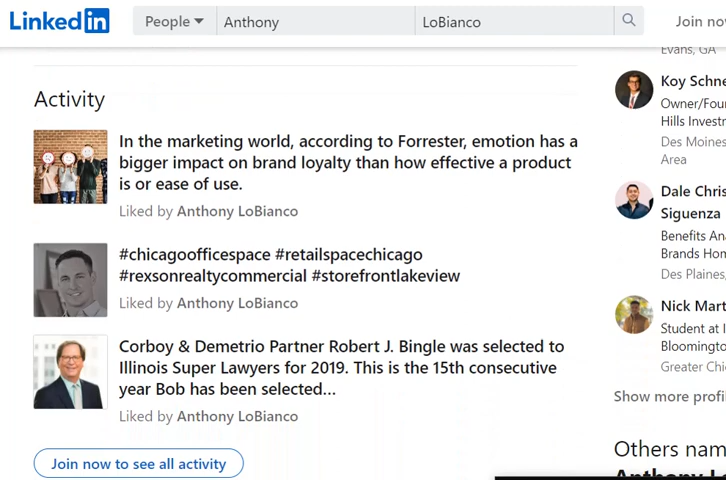 LinkedIn People Anthony LoBianco Join
Activity
In the marketing world, according to Forrester, emotion has a
bigger impact on brand loyalty than how effective a product
is or ease of use.
Liked by Anthony LoBianco
#chicagoofficespace #retailspacechicago
#rexsonrealtycommercial #storefrontlakeview
Liked by Anthony LoBianco
Corboy & Demetrio Partner Robert J. Bingle was selected to
Illinois Super Lawyers for 2019. This is the 15th consecutive
year Bob has been selected...
Liked by Anthony LoBianco
Join now to see all activity
Evans, GA
Koy Schne
Owner/Fou
Hills Investr
Des Moines
Area
Dale Chris
Siguenza
Benefits An
Brands Hom
Des Plaines,
Nick Mart
Student at I
Bloomingto
Greater Chi
Show more profi
Others nam